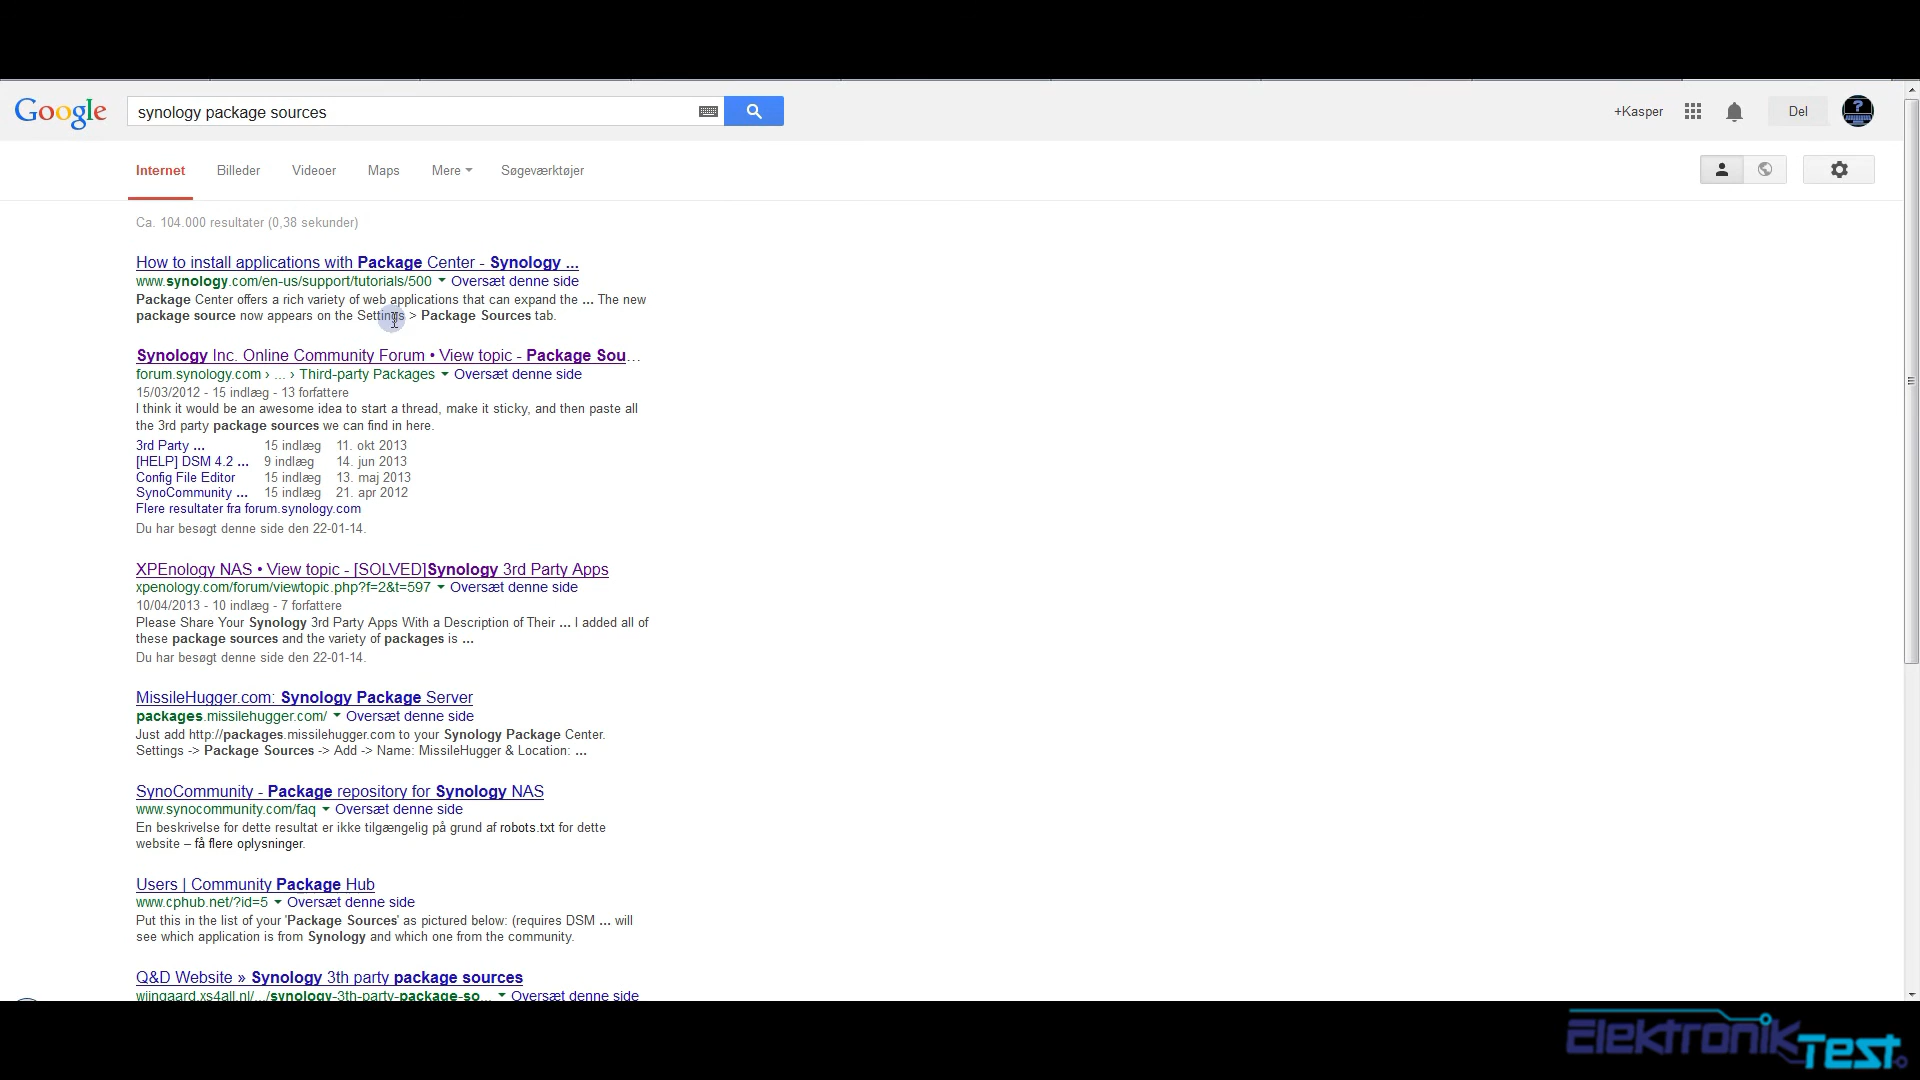 Google
synology package sources
+Kasper
Del
Internet
Billeder
Videoer
Maps
Mere
Søgeværktøjer
Ca. 104.000 resultater (0,38 sekunder)
How to install applications with Package Center - Synology ...
www.synology.com/en-us/support/tutorials/500 Oversæt denne side
Package Center offers a rich variety of web applications that can expand the ... The new
package source now appears on the Settings > Package Sources tab.
Synology Inc. Online Community Forum • View topic - Package Sou...
forum.synology.com › ... › Third-party Packages Oversæt denne side
15/03/2012 - 15 indlæg - 13 forfattere
I think it would be an awesome idea to start a thread, make it sticky, and then paste all
the 3rd party package sources we can find in here.
3rd Party ... 15 indlæg 11. okt 2013
[HELP] DSM 4.2 ... 9 indlæg 14. jun 2013
Config File Editor 15 indlæg 13. maj 2013
SynoCommunity ... 15 indlæg 21. apr 2012
Flere resultater fra forum.synology.com
Du har besøgt denne side den 22-01-14.
XPEnology NAS • View topic - [SOLVED]Synology 3rd Party Apps
xpenology.com/forum/viewtopic.php?f=2&t=597 Oversæt denne side
10/04/2013 - 10 indlæg - 7 forfattere
Please Share Your Synology 3rd Party Apps With a Description of Their ... I added all of
these package sources and the variety of packages is ...
Du har besøgt denne side den 22-01-14.
MissileHugger.com: Synology Package Server
packages.missilehugger.com/ Oversæt denne side
Just add http://packages.missilehugger.com to your Synology Package Center.
Settings -> Package Sources -> Add -> Name: MissileHugger & Location: ...
SynoCommunity - Package repository for Synology NAS
www.synocommunity.com/faq Oversæt denne side
En beskrivelse for dette resultat er ikke tilgængelig på grund af robots.txt for dette
website – få flere oplysninger.
Users | Community Package Hub
www.cphub.net/?id=5 Oversæt denne side
Put this in the list of your 'Package Sources' as pictured below: (requires DSM ... will
see which application is from Synology and which one from the community.
Q&D Website » Synology 3th party package sources
wijngaard.xs4all.nl/.../synology-3th-party-package-so... Oversæt denne side
ElektronikTest